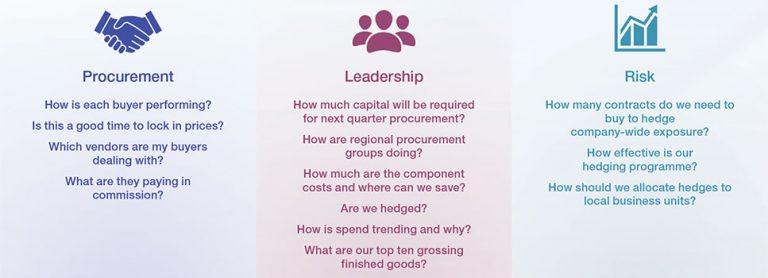 Procurement
How is each buyer performing?
Is this a good time to lock in prices?
Which vendors are my buyers
dealing with?
What are they paying in
commission?
Leadership
How much capital will be required
for next quarter procurement?
How are regional procurement
groups doing?
How much are the component
costs and where can we save?
Are we hedged?
How is spend trending and why?
What are our top ten grossing
finished goods?
Risk
How many contracts do we need to
buy to hedge
company-wide exposure?
How effective is our
hedging programme?
How should we allocate hedges to
local business units?